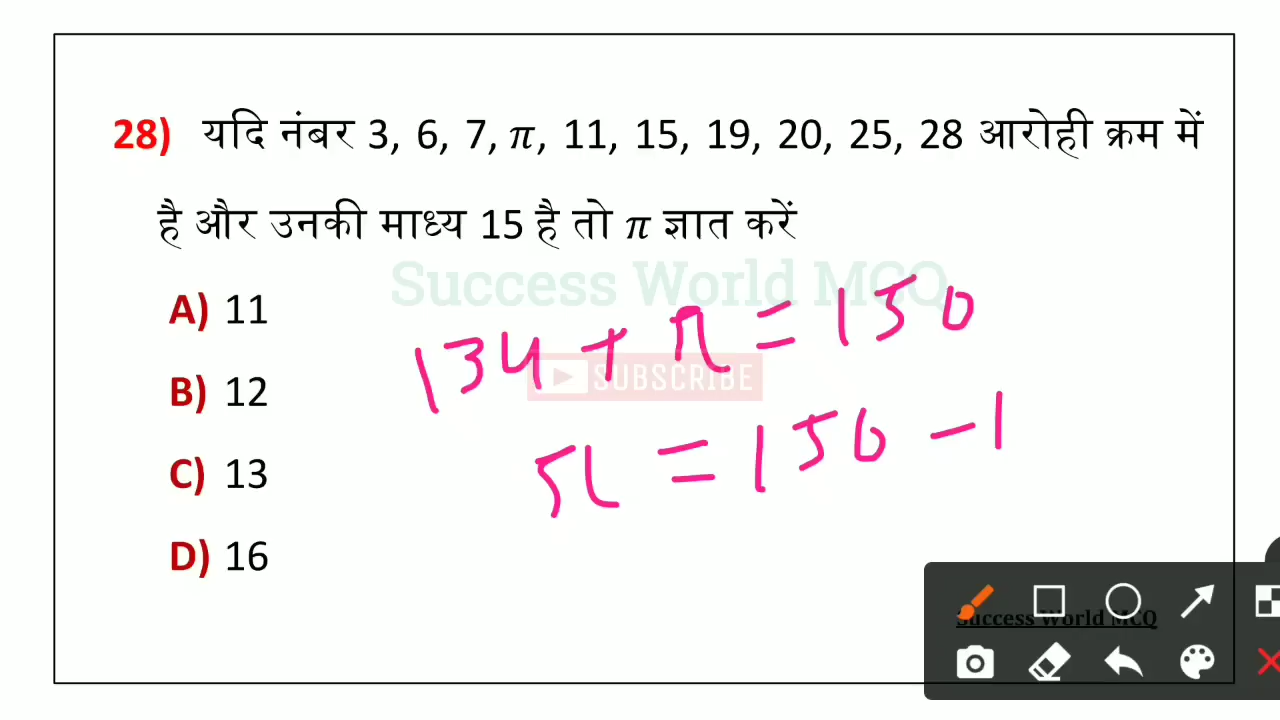 28) यदि नंबर 3, 6, 7, π, 11, 15, 19, 20, 25, 28 आरोही क्रम में
है और उनकी माध्य 15 है तो π ज्ञात करें
Success World MCQ
A) 11
134 + π = 150
SUBSCRIBE
B) 12
π = 150 - 1
C) 13
D) 16
Success World MCQ